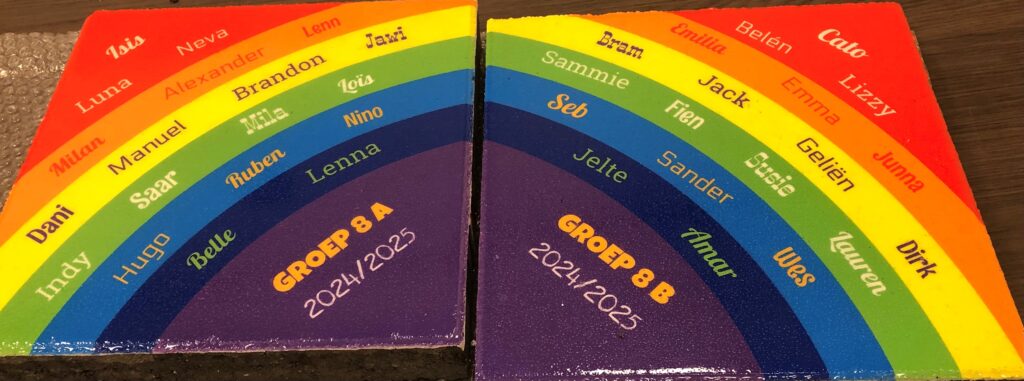 Isis
Neva
Luna
Lenn
Alexander
Milan
Jawi
Brandon
Manuel
Dani
Loïs
Mila
Saar
Indy
Nino
Ruben
Hugo
Lenna
Belle
GROEP 8 A
2024/2025
Belén
Cato
Lizzy
Emilia
Emma
Junna
Bram
Jack
Geliën
Dirk
Sammie
Fien
Susie
Lauren
Seb
Sander
Wes
Jelte
Amar
GROEP 8 B
2024/2025